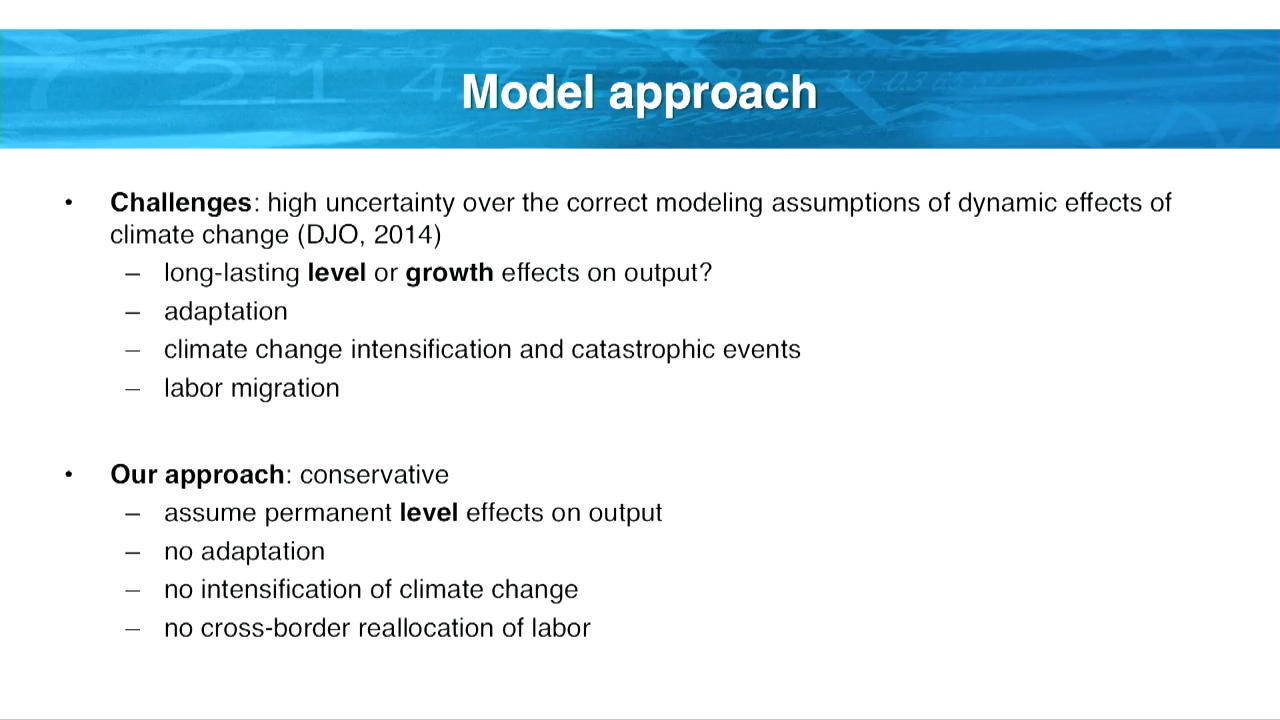 Model approach
• Challenges: high uncertainty over the correct modeling assumptions of dynamic effects of
climate change (DJO, 2014)
– long-lasting level or growth effects on output?
– adaptation
– climate change intensification and catastrophic events
– labor migration
• Our approach: conservative
– assume permanent level effects on output
– no adaptation
– no intensification of climate change
– no cross-border reallocation of labor